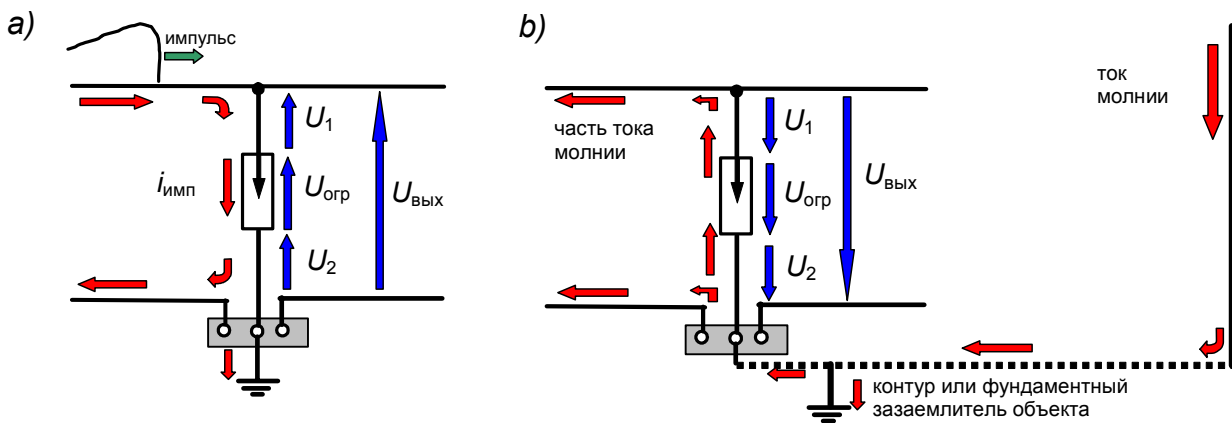 a)
импульс
U1
iимп
Uогр
Uвых
U2
b)
ток
молнии
часть тока
молнии
U1
Uогр
Uвых
U2
контур или фундаментный
зазаемлитель объекта